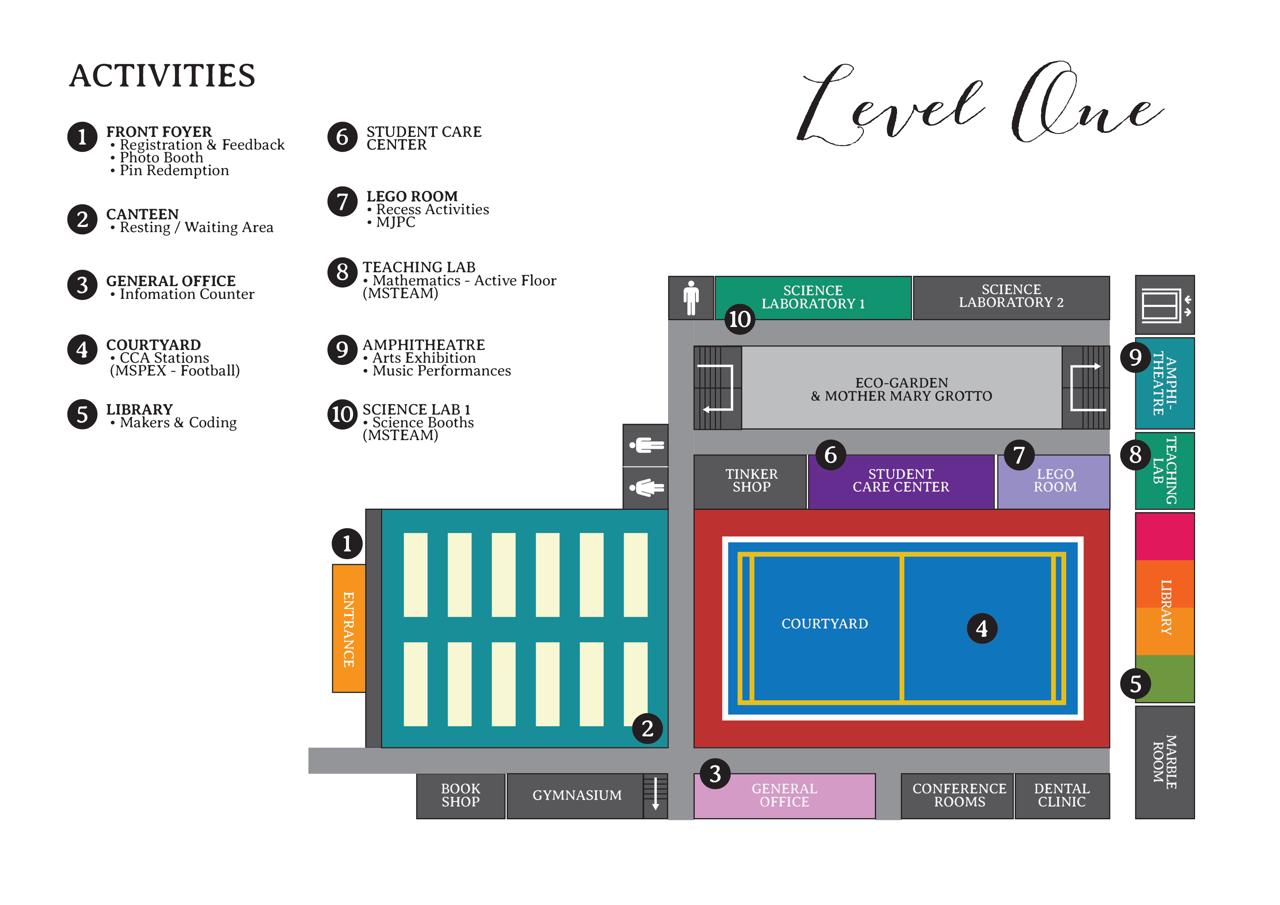 ACTIVITIES
Level One
1 FRONT FOYER
• Registration & Feedback
• Photo Booth
• Pin Redemption
2 CANTEEN
• Resting / Waiting Area
3 GENERAL OFFICE
• Infomation Counter
4 COURTYARD
• CCA Stations
(MSPEX - Football)
5 LIBRARY
• Makers & Coding
6 STUDENT CARE
CENTER
7 LEGO ROOM
• Recess Activities
• MJPC
8 TEACHING LAB
• Mathematics - Active Floor
(MSTEAM)
9 AMPHITHEATRE
• Arts Exhibition
• Music Performances
10 SCIENCE LAB 1
• Science Booths
(MSTEAM)
SCIENCE
LABORATORY 1
10
SCIENCE
LABORATORY 2
ECO-GARDEN
& MOTHER MARY GROTTO
9
AMPHI-
THEATRE
TINKER
SHOP
6
STUDENT
CARE CENTER
7
LEGO
ROOM
8
TEACHING
LAB
1
ENTRANCE
2
COURTYARD
4
LIBRARY
5
MARBLE
ROOM
BOOK
SHOP
GYMNASIUM
3
GENERAL
OFFICE
CONFERENCE
ROOMS
DENTAL
CLINIC